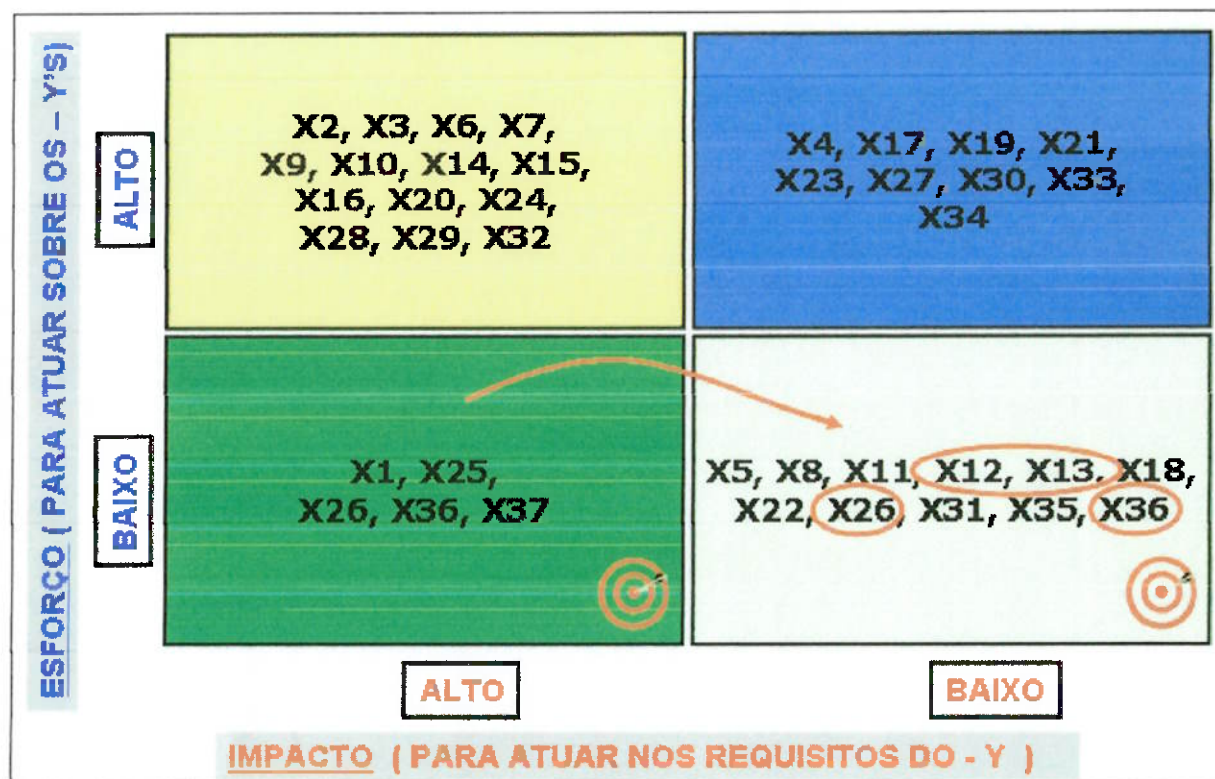 ESFORÇO ( PARA ATUAR SOBRE OS – Y'S)
ALTO
X2, X3, X6, X7,
X9, X10, X14, X15,
X16, X20, X24,
X28, X29, X32
X4, X17, X19, X21,
X23, X27, X30, X33,
X34
BAIXO
X1, X25,
X26, X36, X37
X5, X8, X11, X12, X13, X18,
X22, X26, X31, X35, X36
ALTO
BAIXO
IMPACTO ( PARA ATUAR NOS REQUISITOS DO - Y )